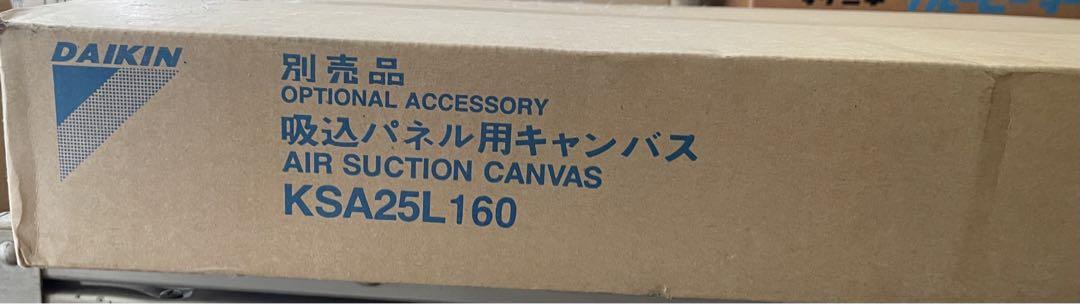 DAIKIN
別売品
OPTIONAL ACCESSORY
吸込パネル用キャンバス
AIR SUCTION CANVAS
KSA25L160